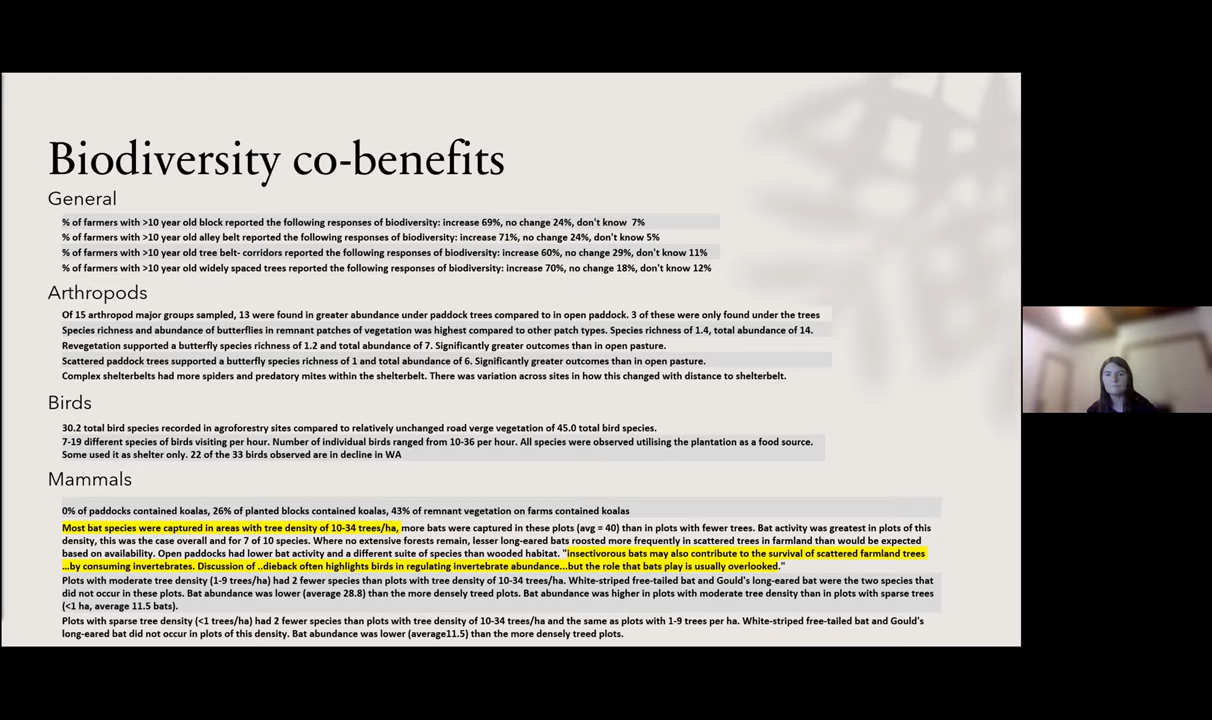 Biodiversity co-benefits
General
% of farmers with >10 year old block reported the following responses of biodiversity: increase 69%, no change 24%, don't know  7%
% of farmers with >10 year old alley belt reported the following responses of biodiversity: increase 71%, no change 24%, don't know 5%
% of farmers with >10 year old tree belt- corridors reported the following responses of biodiversity: increase 60%, no change 29%, don't know 11%
% of farmers with >10 year old widely spaced trees reported the following responses of biodiversity: increase 70%, no change 18%, don't know 12%
Arthropods
Of 15 arthropod major groups sampled, 13 were found in greater abundance under paddock trees compared to in open paddock. 3 of these were only found under the trees
Species richness and abundance of butterflies in remnant patches of vegetation was highest compared to other patch types. Species richness of 1.4, total abundance of 14.
Revegetation supported a butterfly species richness of 1.2 and total abundance of 7. Significantly greater outcomes than in open pasture.
Scattered paddock trees supported a butterfly species richness of 1 and total abundance of 6. Significantly greater outcomes than in open pasture.
Complex shelterbelts had more spiders and predatory mites within the shelterbelt. There was variation across sites in how this changed with distance to shelterbelt.
Birds
30.2 total bird species recorded in agroforestry sites compared to relatively unchanged road verge vegetation of 45.0 total bird species.
7-19 different species of birds visiting per hour. Number of individual birds ranged from 10-36 per hour. All species were observed utilising the plantation as a food source.
Some used it as shelter only. 22 of the 33 birds observed are in decline in WA
Mammals
0% of paddocks contained koalas, 26% of planted blocks contained koalas, 43% of remnant vegetation on farms contained koalas
Most bat species were captured in areas with tree density of 10-34 trees/ha, more bats were captured in these plots (avg = 40) than in plots with fewer trees. Bat activity was greatest in plots of this
density, this was the case overall and for 7 of 10 species. Where no extensive forests remain, lesser long-eared bats roosted more frequently in scattered trees in farmland than would be expected
based on availability. Open paddocks had lower bat activity and a different suite of species than wooded habitat. "insectivorous bats may also contribute to the survival of scattered farmland trees
...by consuming invertebrates. Discussion of ..dieback often highlights birds in regulating invertebrate abundance...but the role that bats play is usually overlooked."
Plots with moderate tree density (1-9 trees/ha) had 2 fewer species than plots with tree density of 10-34 trees/ha. White-striped free-tailed bat and Gould's long-eared bat were the two species that
did not occur in these plots. Bat abundance was lower (average 28.8) than the more densely treed plots. Bat abundance was higher in plots with moderate tree density than in plots with sparse trees
(<1 ha, average 11.5 bats).
Plots with sparse tree density (<1 trees/ha) had 2 fewer species than plots with tree density of 10-34 trees/ha and the same as plots with 1-9 trees per ha. White-striped free-tailed bat and Gould's
long-eared bat did not occur in plots of this density. Bat abundance was lower (average11.5) than the more densely treed plots.